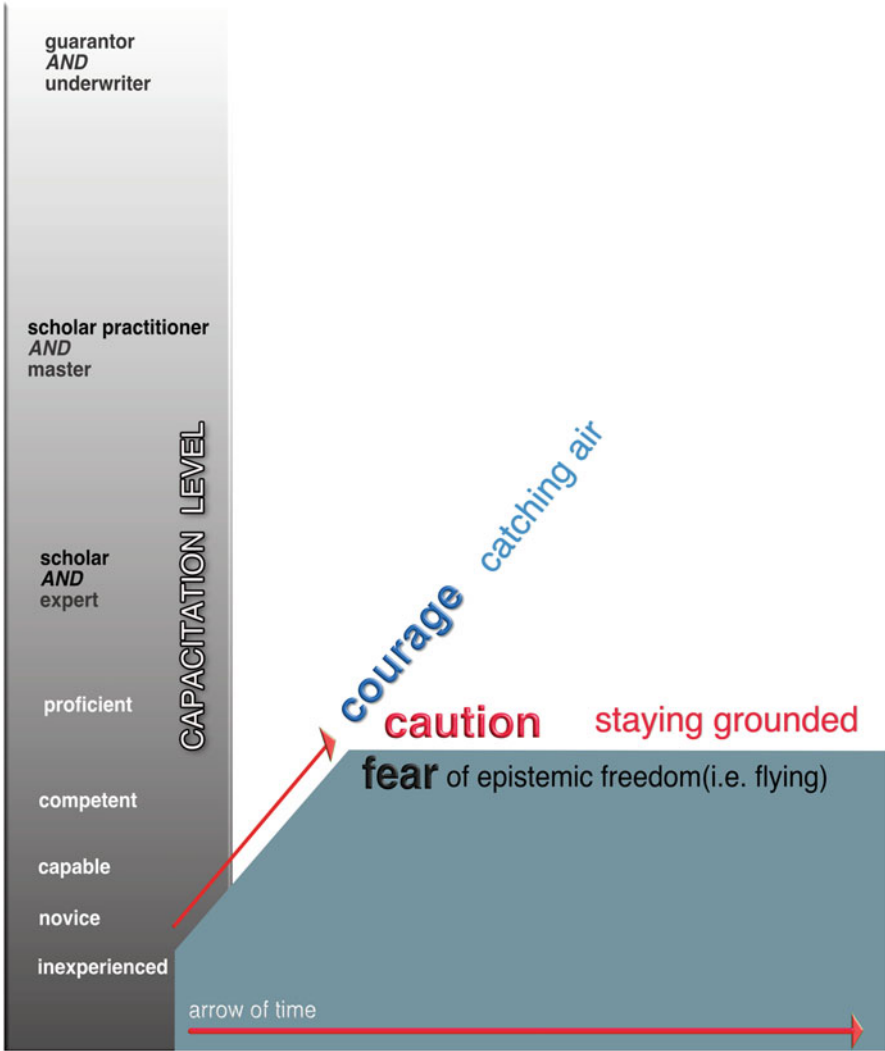 guarantor
AND
underwriter
scholar practitioner
AND
master
CAPACITATION LEVEL
scholar
AND
expert
proficient
competent
capable
novice
inexperienced
catching air
courage
caution
staying grounded
fear of epistemic freedom(i.e. flying)
arrow of time